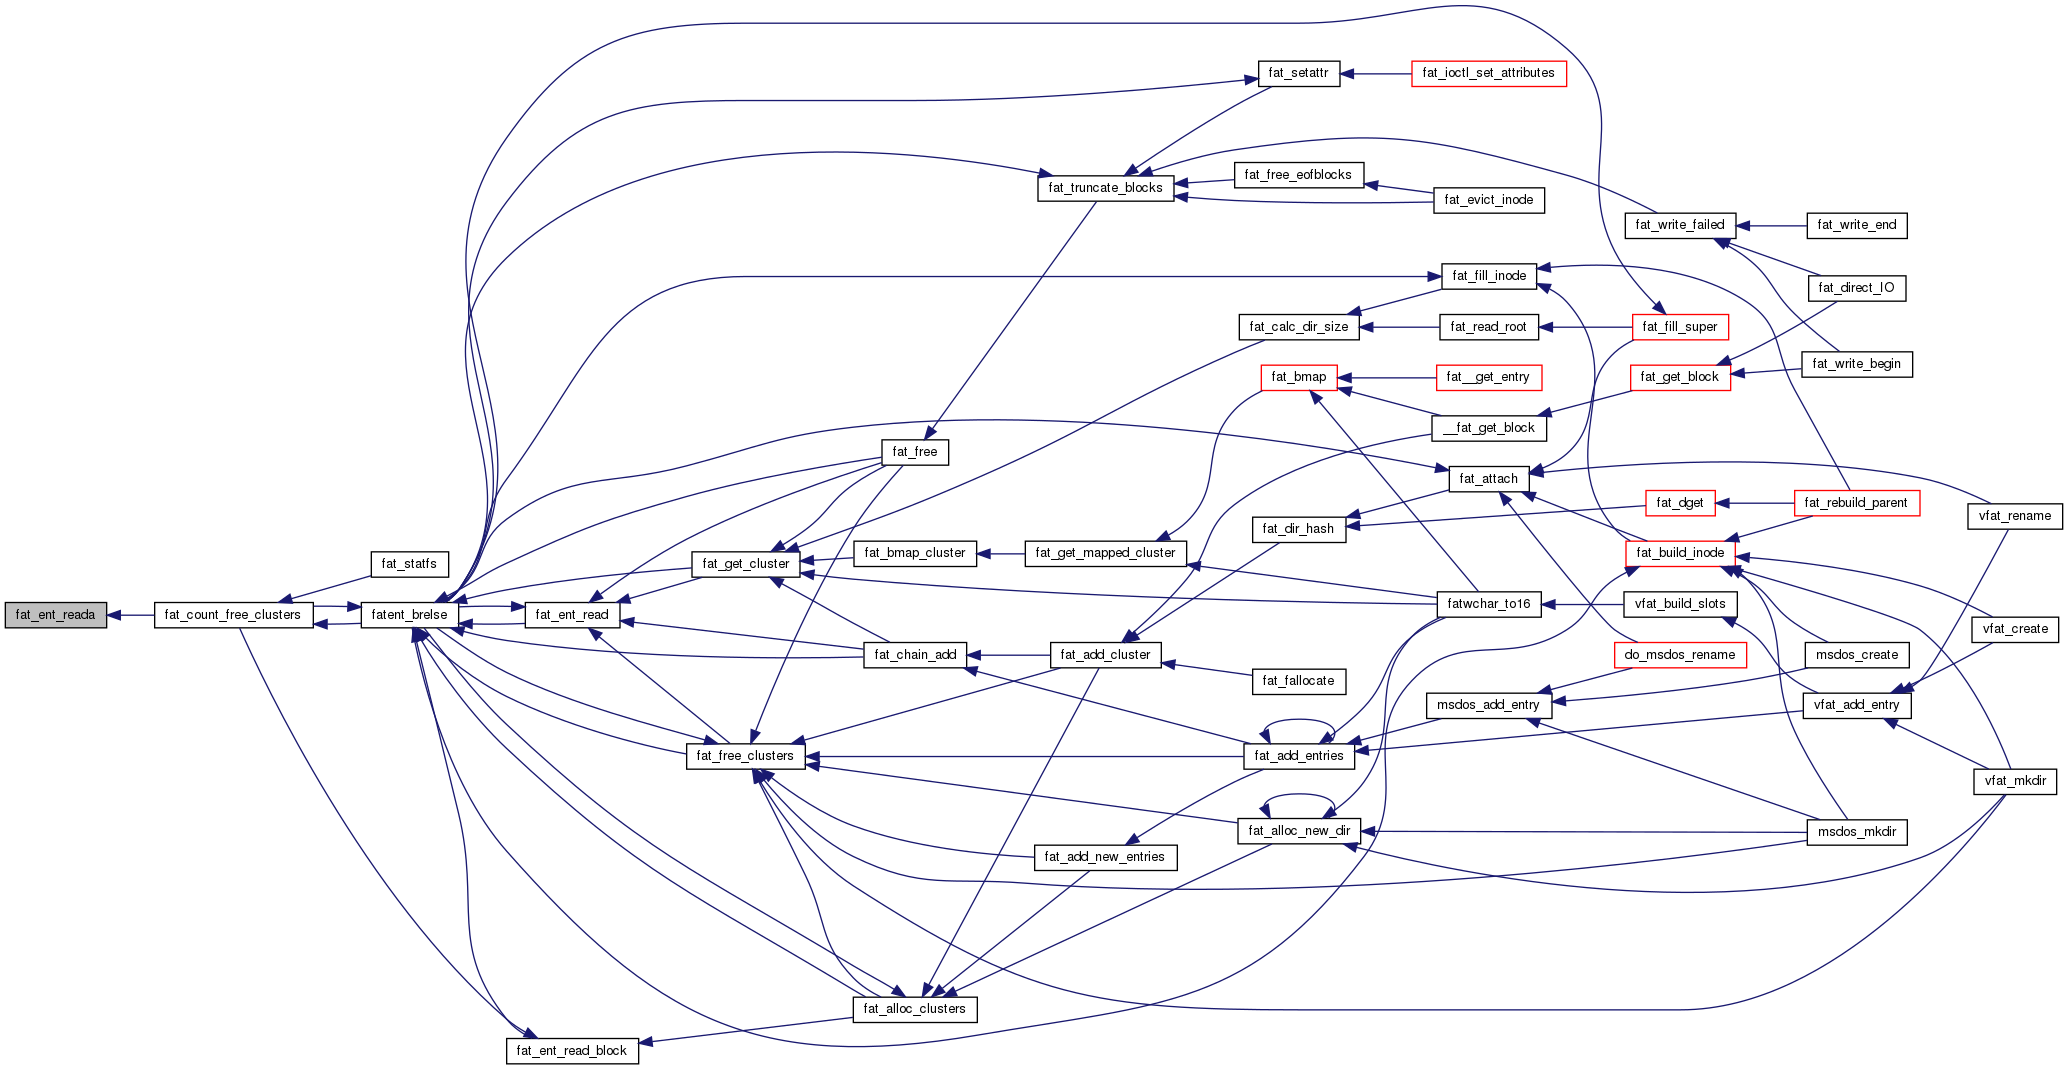 fat_setattr
fat_ioctl_set_attributes
fat_free_eofblocks
fat_truncate_blocks
fat_evict_inode
fat_write_failed
fat_write_end
fat_fill_inode
fat_direct_IO
fat_calc_dir_size
fat_read_root
fat_fill_super
fat_write_begin
fat_bmap
fat__get_entry
fat_get_block
__fat_get_block
fat_free
fat_attach
fat_dget
fat_rebuild_parent
vfat_rename
fat_dir_hash
fat_statfs
fat_get_cluster
fat_bmap_cluster
fat_get_mapped_cluster
fat_build_inode
fat_ent_reada
fat_count_free_clusters
fatent_brelse
fat_ent_read
fatwchar_to16
vfat_build_slots
vfat_create
fat_chain_add
fat_add_cluster
do_msdos_rename
msdos_create
fat_fallocate
msdos_add_entry
vfat_add_entry
fat_free_clusters
fat_add_entries
vfat_mkdir
fat_alloc_new_dir
msdos_mkdir
fat_add_new_entries
fat_alloc_clusters
fat_ent_read_block